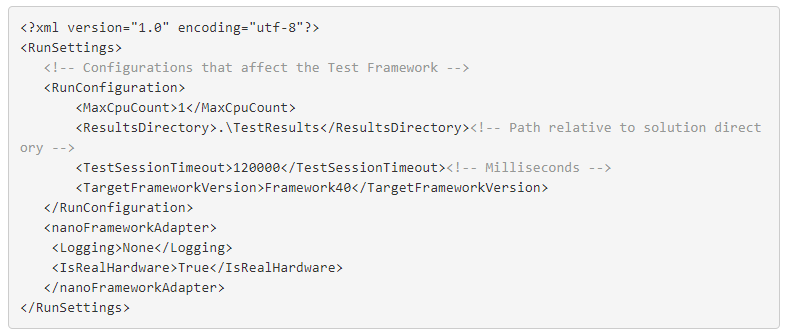 <?xml version="1.0" encoding="utf-8"?>
<RunSettings>
   <!-- Configurations that affect the Test Framework -->
   <RunConfiguration>
       <MaxCpuCount>1</MaxCpuCount>
       <ResultsDirectory>.\TestResults</ResultsDirectory><!-- Path relative to solution direct
ory -->
       <TestSessionTimeout>120000</TestSessionTimeout><!-- Milliseconds -->
       <TargetFrameworkVersion>Framework40</TargetFrameworkVersion>
   </RunConfiguration>
   <nanoFrameworkAdapter>
    <Logging>None</Logging>
    <IsRealHardware>True</IsRealHardware>
   </nanoFrameworkAdapter>
</RunSettings>